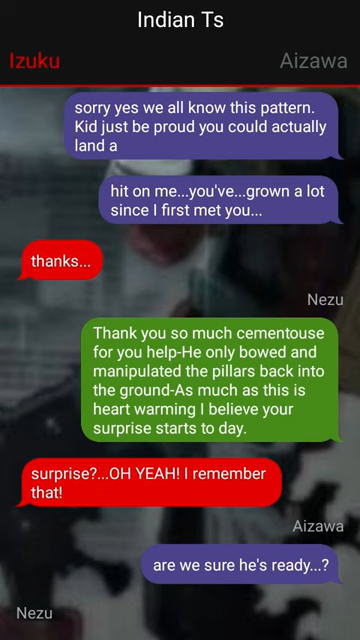 Indian Ts
Izuku
Aizawa
sorry yes we all know this pattern.
Kid just be proud you could actually
land a
hit on me...you've...grown a lot
since I first met you...
thanks...
Nezu
Thank you so much cementouse
for you help-He only bowed and
manipulated the pillars back into
the ground-As much as this is
heart warming I believe your
surprise starts to day.
surprise?...OH YEAH! I remember
that!
Aizawa
are we sure he's ready...?
Nezu